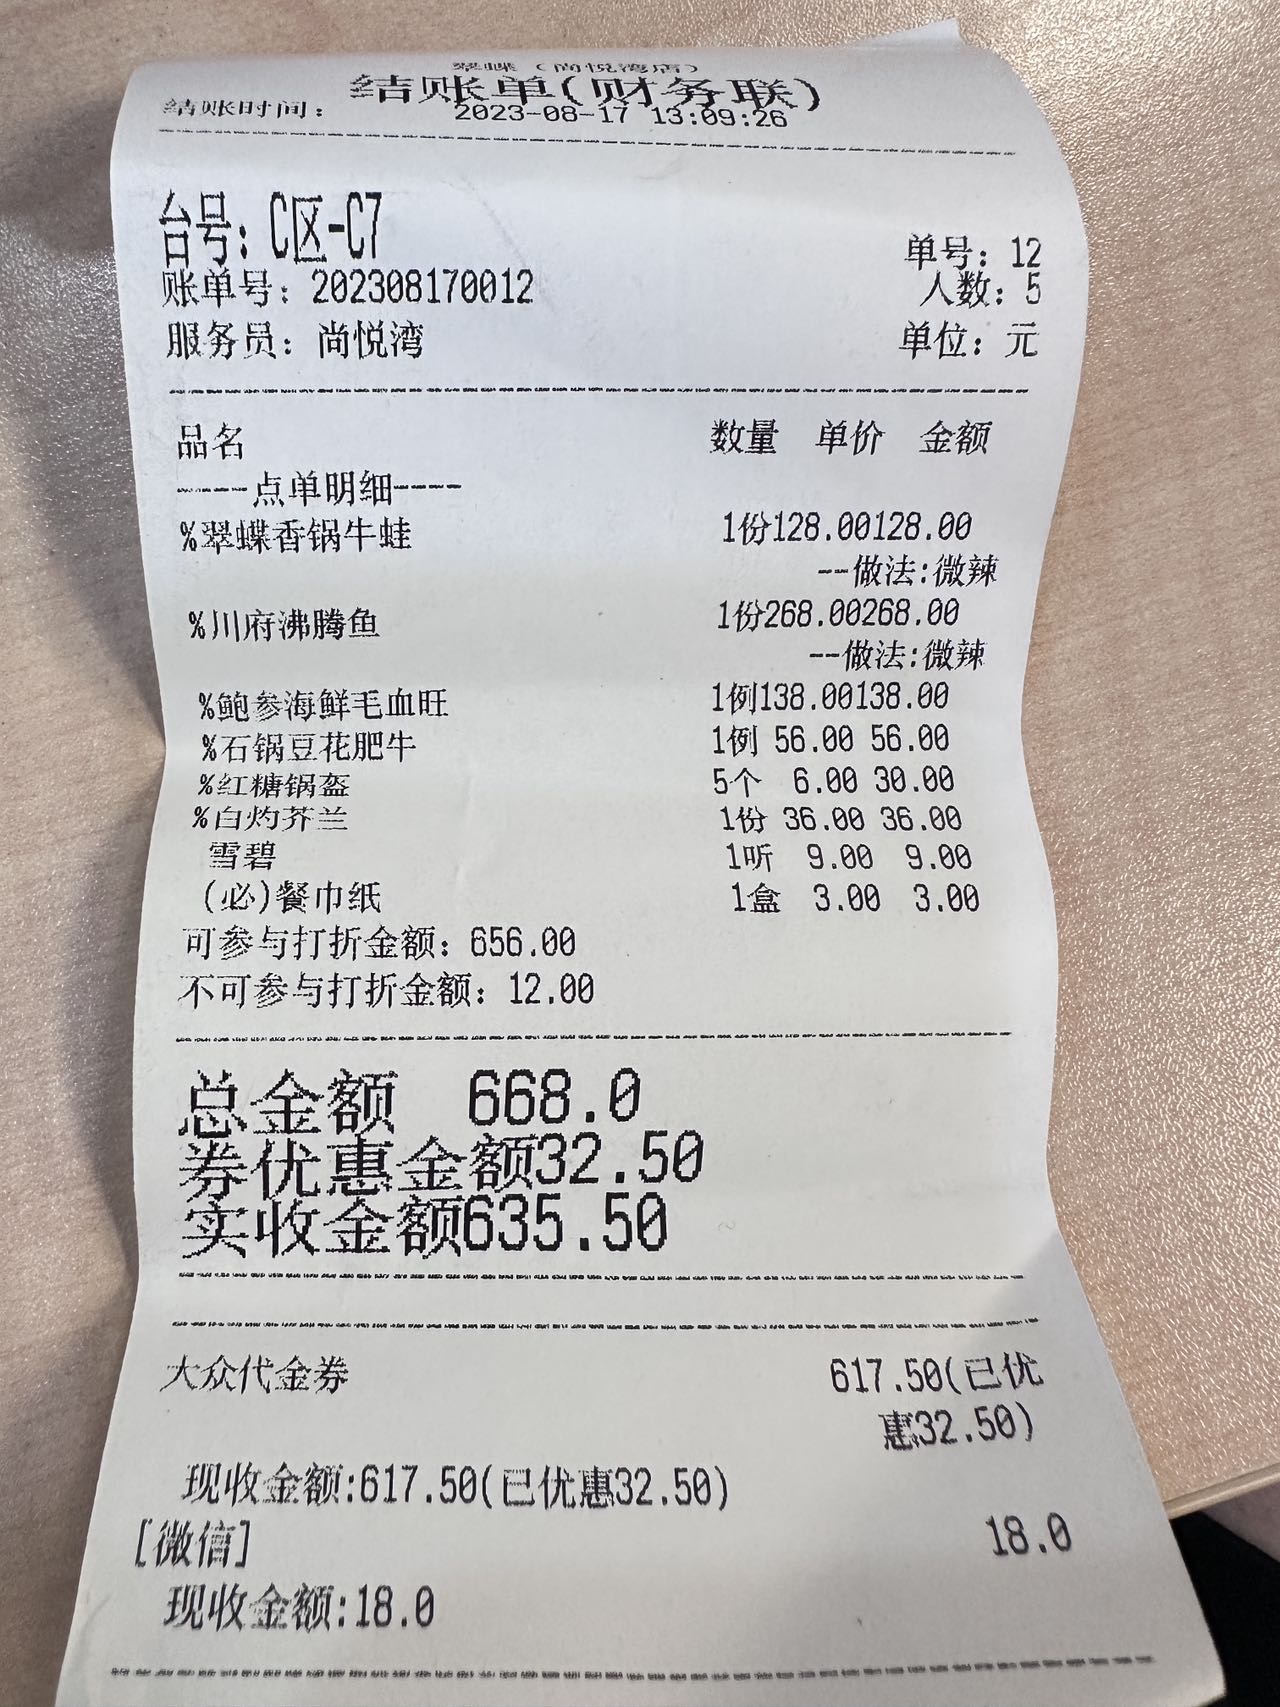 翠蝶（尚悦湾店）
结账单(财务联)
结账时间： 2023-08-17 13:09:26
台号：C区-C7
单号：12
账单号：202308170012
人数：5
服务员：尚悦湾
单位：元
品名 数量 单价 金额
----点单明细----
%翠蝶香锅牛蛙 1份128.00128.00
--做法:微辣
%川府沸腾鱼 1份268.00268.00
--做法:微辣
%鲍参海鲜毛血旺 1例138.00138.00
%石锅豆花肥牛 1例 56.00 56.00
%红糖锅盔 5个 6.00 30.00
%白灼芥兰 1份 36.00 36.00
雪碧 1听 9.00 9.00
(必)餐巾纸 1盒 3.00 3.00
可参与打折金额：656.00
不可参与打折金额：12.00
总金额 668.0
券优惠金额32.50
实收金额635.50
大众代金券 617.50(已优
惠32.50)
现收金额:617.50(已优惠32.50)
[微信] 18.0
现收金额:18.0